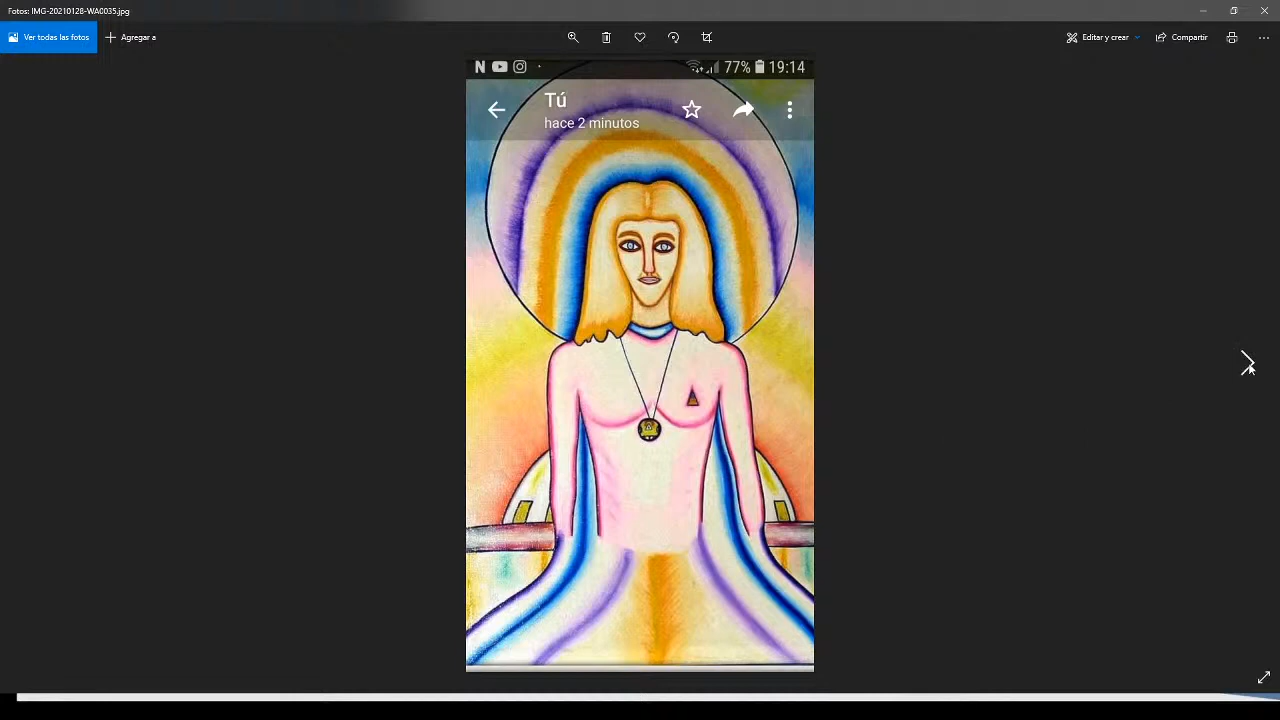 Fotos: IMG-20210128-WA0035.jpg
Ver todas las fotos
Agregar a
Editar y crear
Compartir
N
77% 19:14
Tú
hace 2 minutos